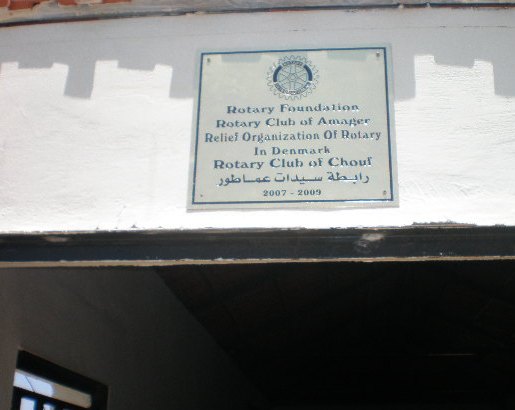 Rotary Foundation
Rotary Club of Amager
Relief Organization Of Rotary
In Denmark
Rotary Club of Chouf
رابطة سيدات عماطور
2007 - 2009